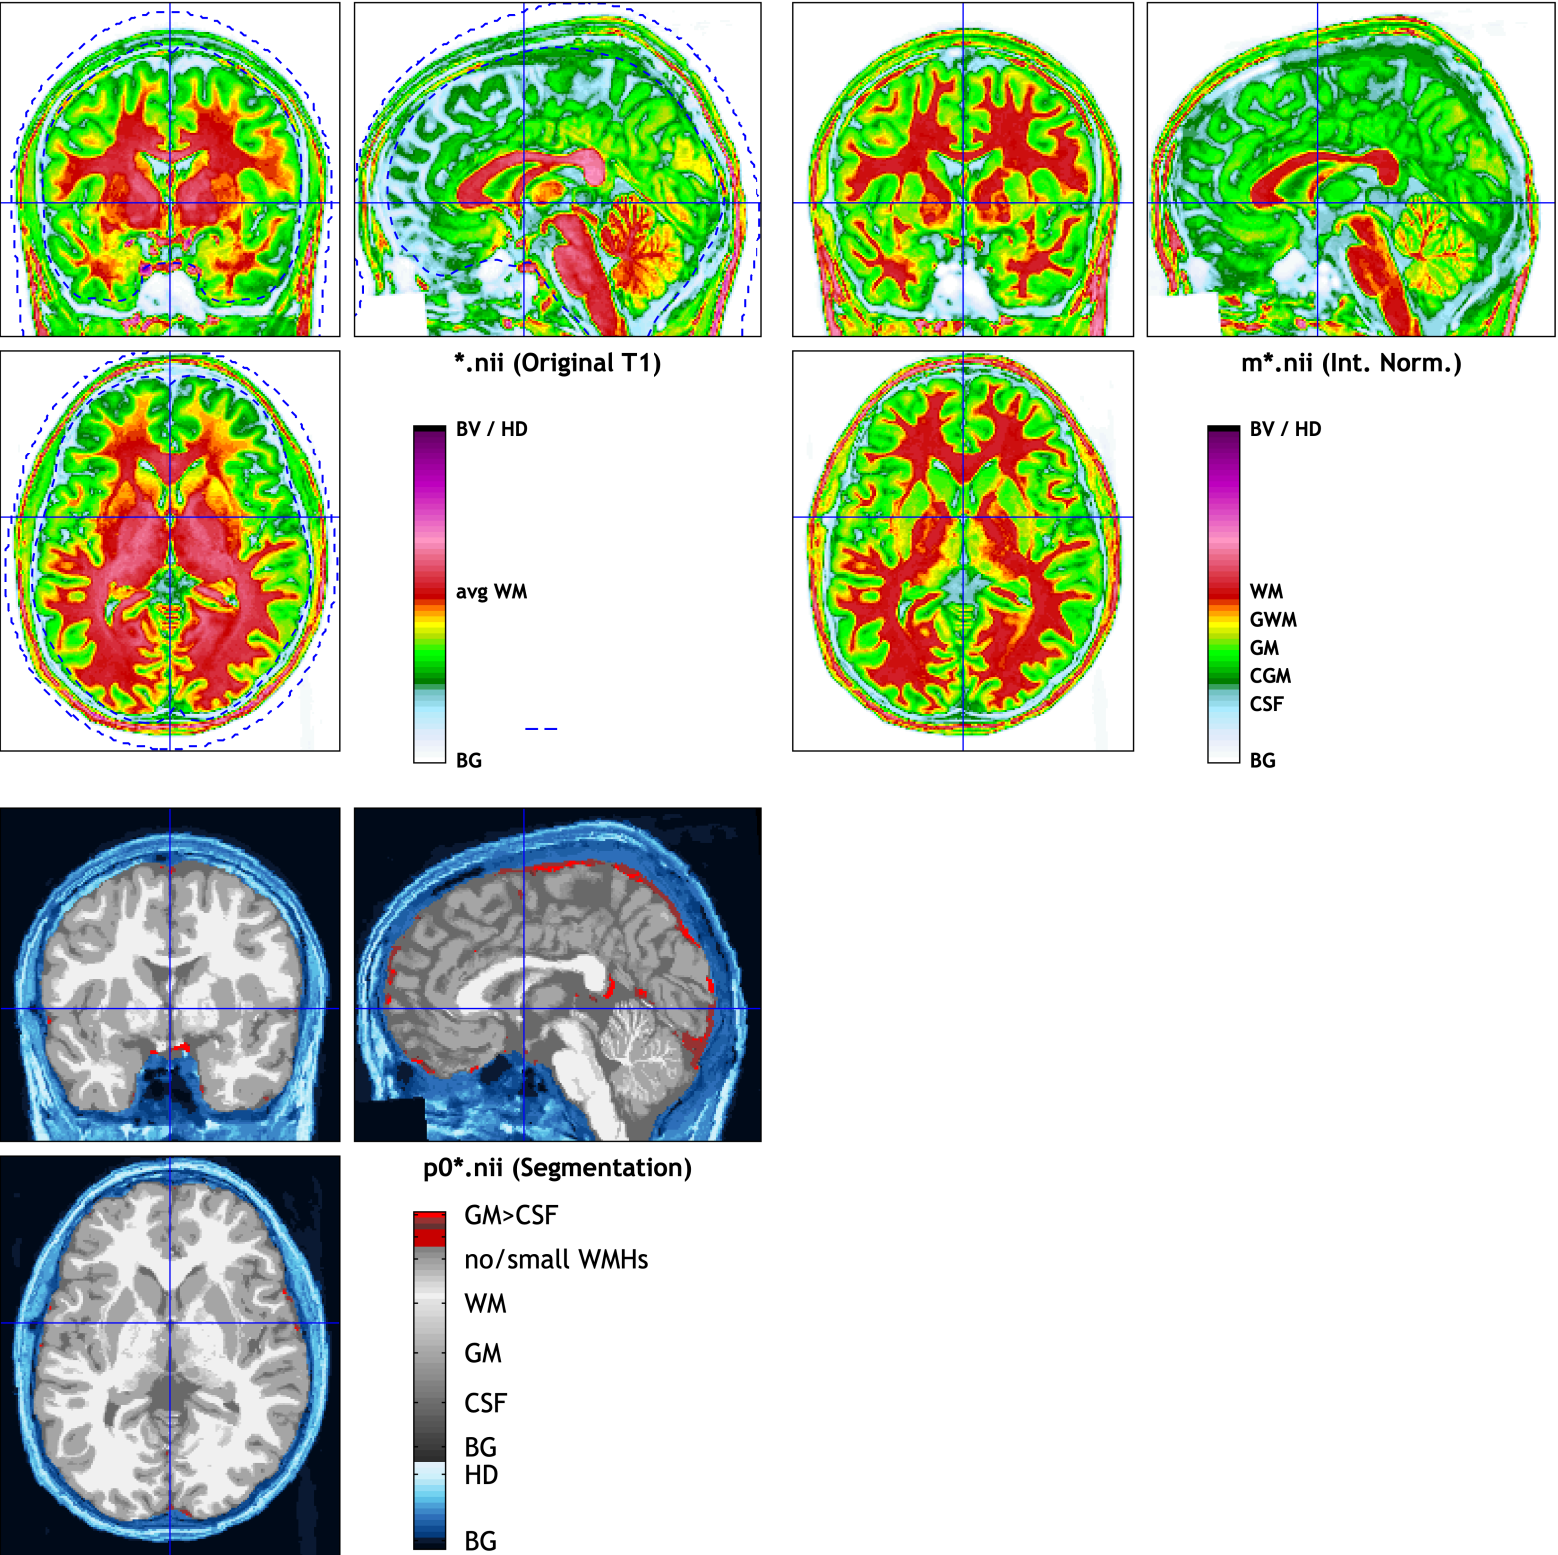 *.nii (Original T1)
BV / HD
avg WM
BG
m*.nii (Int. Norm.)
BV / HD
WM
GWM
GM
CGM
CSF
BG
p0*.nii (Segmentation)
GM>CSF
no/small WMHs
WM
GM
CSF
BG
HD
BG